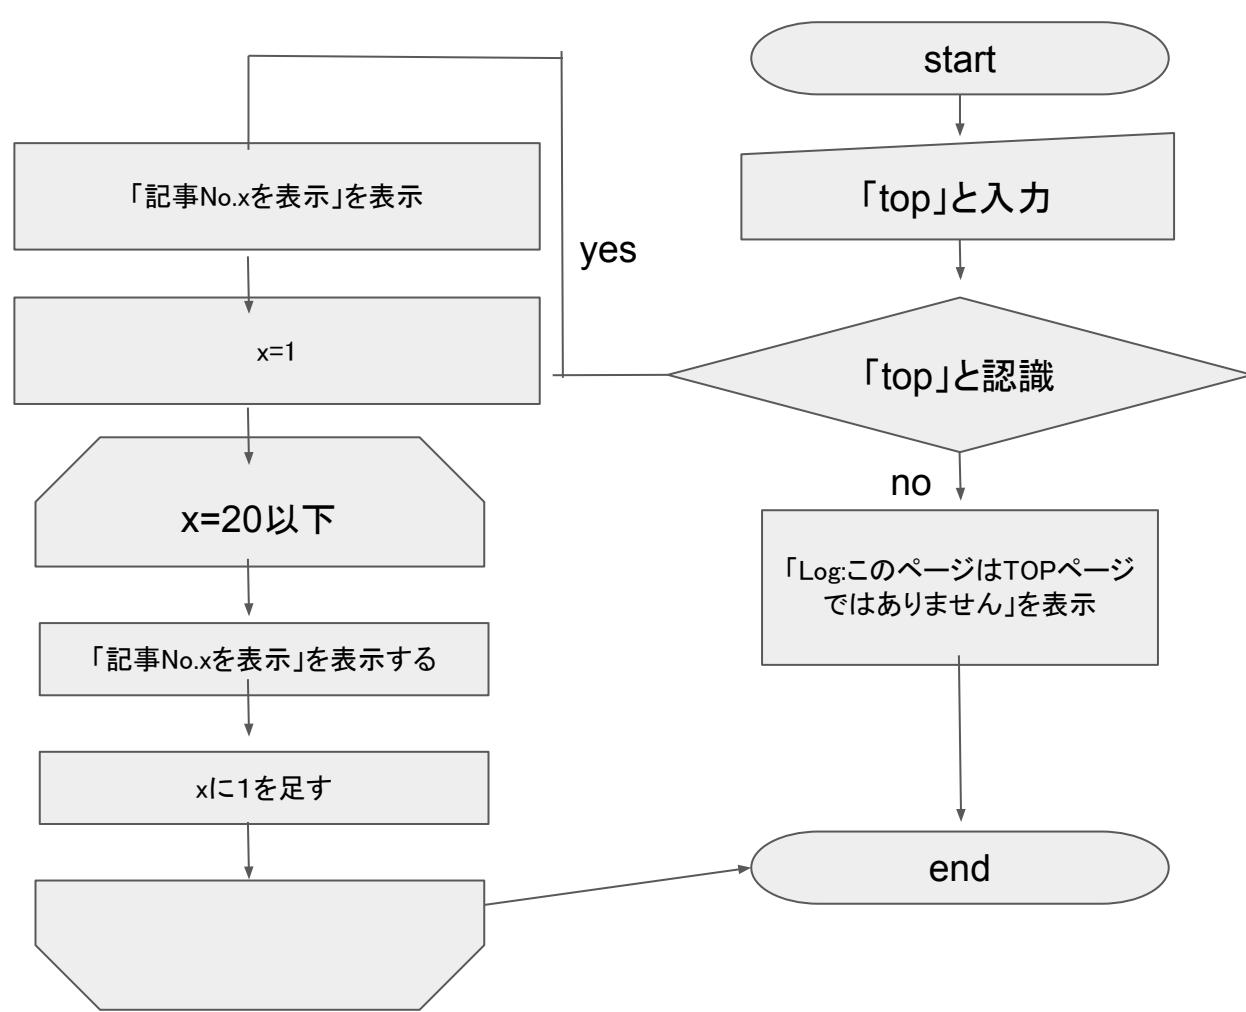 start
「top」と入力
「top」と認識
yes
no
「記事No.xを表示」を表示
x=1
x=20以下
「記事No.xを表示」を表示する
xに１を足す
「Log:このページはTOPページ
ではありません」を表示
end